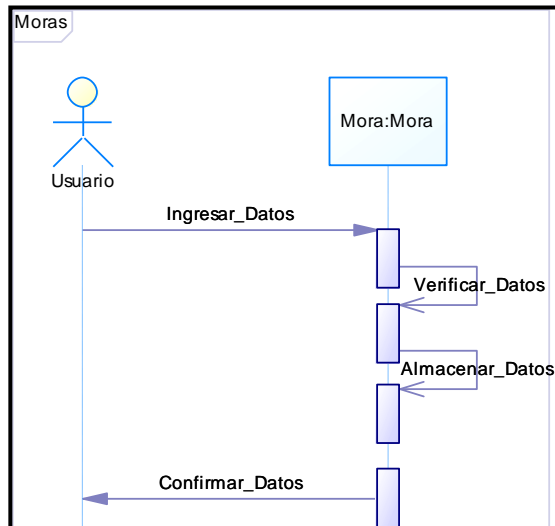 Moras
Mora:Mora
Usuario
Ingresar_Datos
Verificar_Datos
Almacenar_Datos
Confirmar_Datos